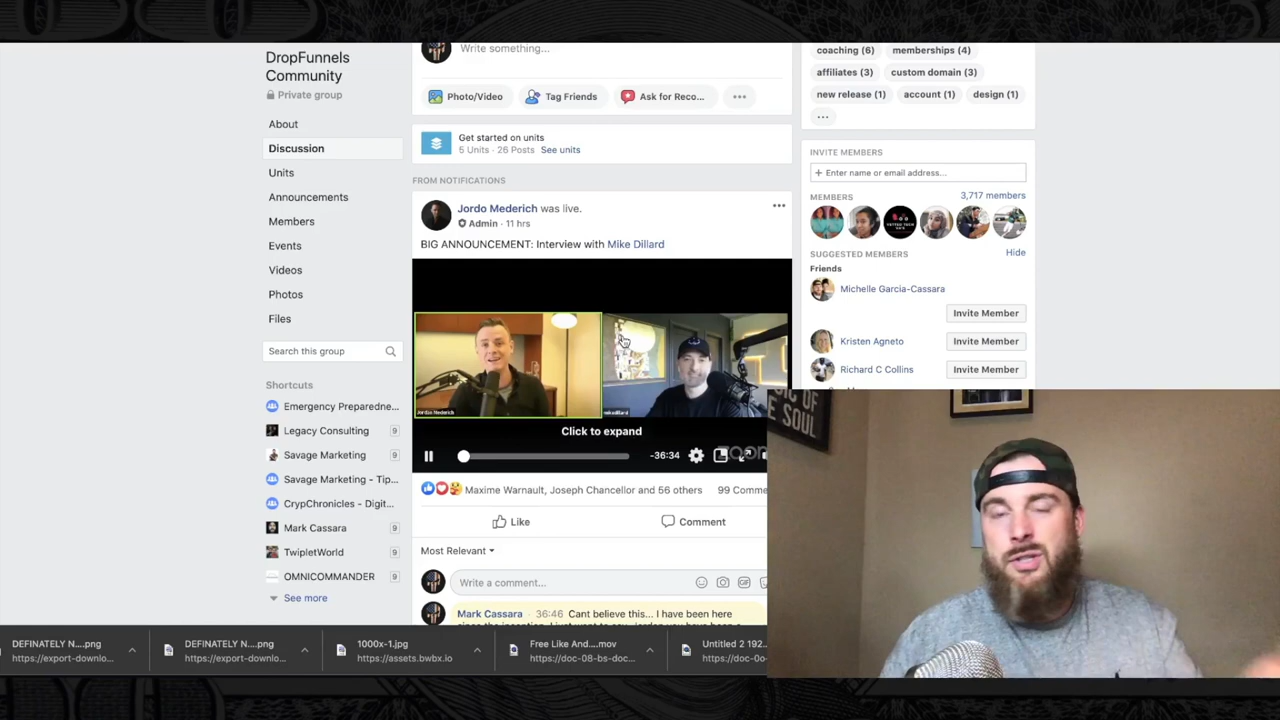 DropFunnels
Community
Private group
About
Discussion
Units
Announcements
Members
Events
Videos
Photos
Files
Search this group
Shortcuts
Emergency Preparedne...
Legacy Consulting 9
Savage Marketing 9
Savage Marketing - Tip...
CrypChronicles - Digit...
Mark Cassara 9
TwipletWorld 9
OMNICOMMANDER 9
See more
Write something...
Photo/Video
Tag Friends
Ask for Reco...
Get started on units
5 Units · 26 Posts See units
FROM NOTIFICATIONS
Jordo Mederich was live.
Admin · 11 hrs
BIG ANNOUNCEMENT: Interview with Mike Dillard
Click to expand
-36:34
zoom
Maxime Warnault, Joseph Chancellor and 56 others 99 Comme
Like Comment
Most Relevant
Write a comment...
GIF
Mark Cassara 36:46 Cant believe this... I have been here
coaching (6) memberships (4)
affiliates (3) custom domain (3)
new release (1) account (1) design (1)
...
INVITE MEMBERS
+ Enter name or email address...
MEMBERS 3,717 members
SUGGESTED MEMBERS Hide
Friends
Michelle Garcia-Cassara
Invite Member
Kristen Agneto Invite Member
Richard C Collins Invite Member
SOUL
DEFINATELY N....png
https://export-downlo...
DEFINATELY N....png
https://export-downlo...
1000x-1.jpg
https://assets.bwbx.io
Free Like And....mov
https://doc-08-bs-doc...
Untitled 2 192..
https://doc-0o-